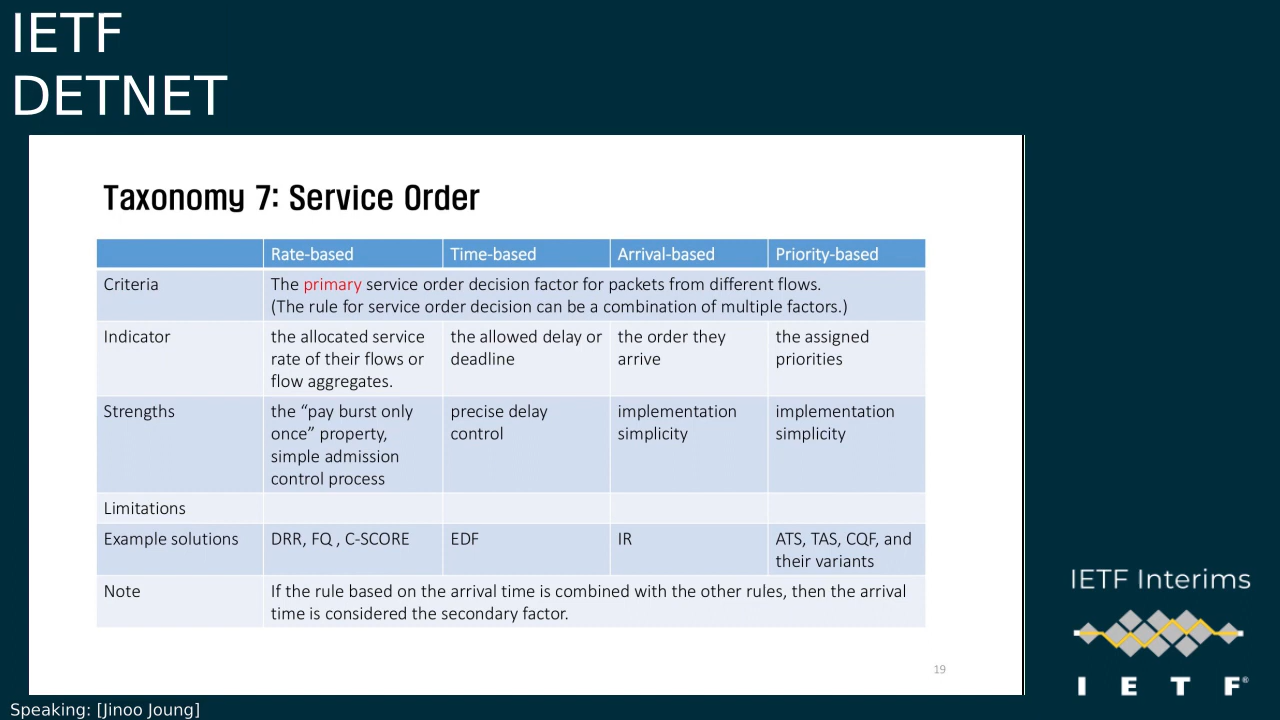 IETF
DETNET
Taxonomy 7: Service Order
Rate-based
Time-based
Arrival-based
Priority-based
Criteria
The primary service order decision factor for packets from different flows.
(The rule for service order decision can be a combination of multiple factors.)
Indicator
the allocated service
rate of their flows or
flow aggregates.
the allowed delay or
deadline
the order they
arrive
the assigned
priorities
Strengths
the “pay burst only
once” property,
simple admission
control process
precise delay
control
implementation
simplicity
implementation
simplicity
Limitations
Example solutions
DRR, FQ , C-SCORE
EDF
IR
ATS, TAS, CQF, and
their variants
Note
If the rule based on the arrival time is combined with the other rules, then the arrival
time is considered the secondary factor.
19
IETF Interims
I E T F®
Speaking: [Jinoo Joung]